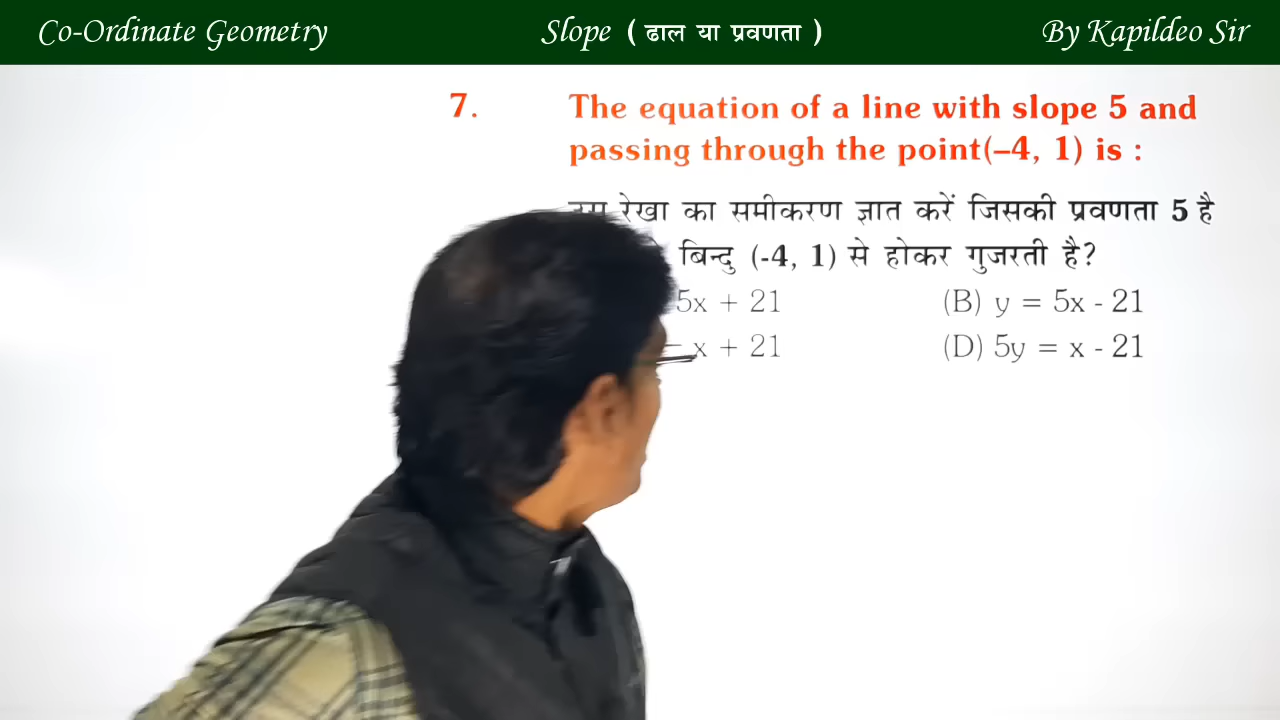 Co-Ordinate Geometry
Slope ( ढाल या प्रवणता )
By Kapildeo Sir
7. The equation of a line with slope 5 and
passing through the point(–4, 1) is :
रेखा का समीकरण ज्ञात करें जिसकी प्रवणता 5 है
बिन्दु (-4, 1) से होकर गुजरती है?
5x + 21 (B) y = 5x - 21
x + 21 (D) 5y = x - 21